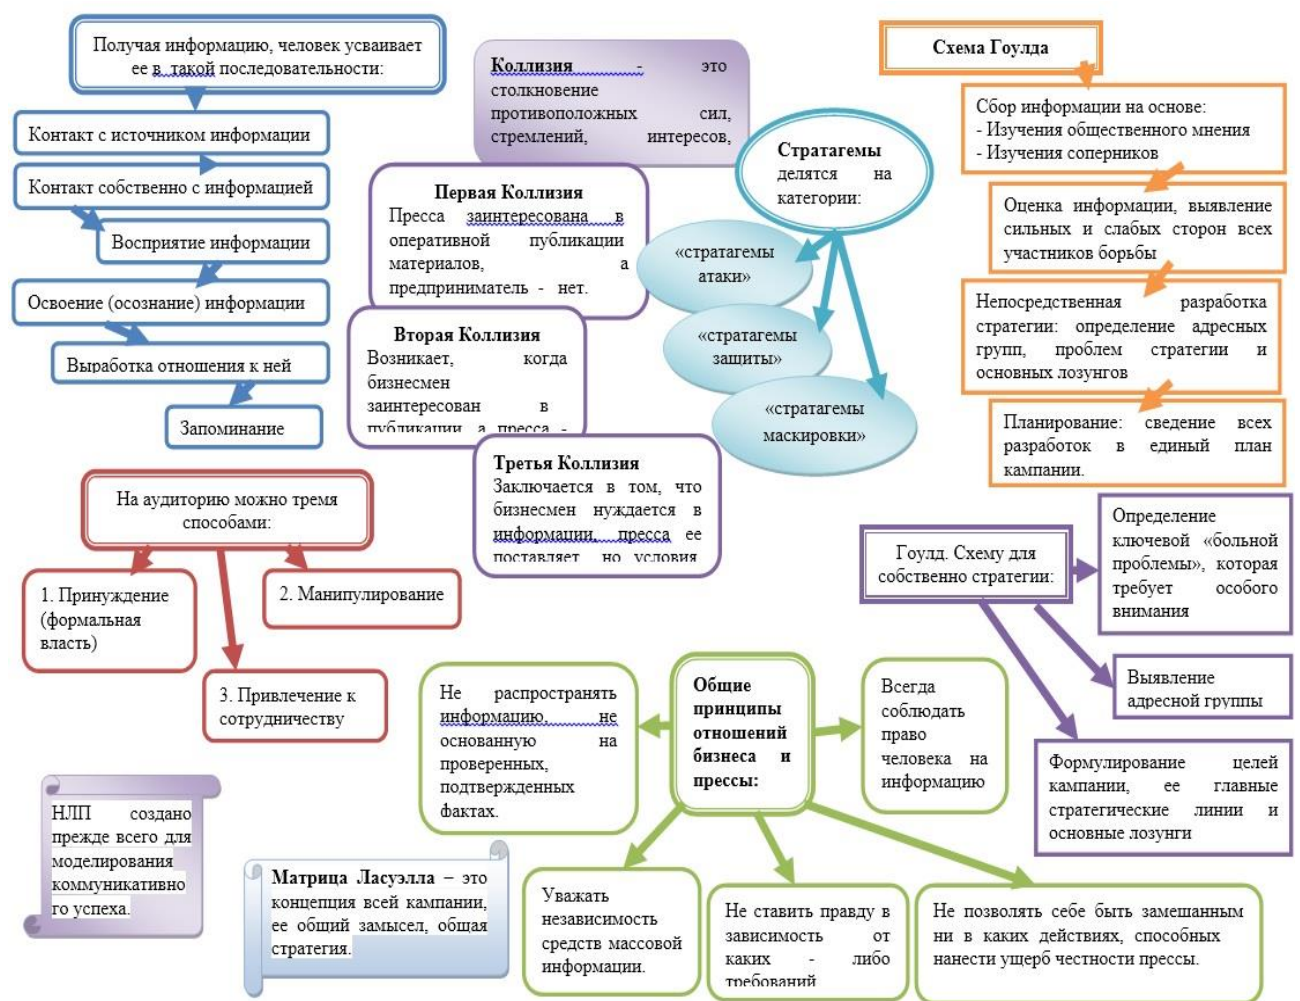 Получая информацию, человек усваивает
ее в такой последовательности:
Контакт с источником информации
Контакт собственно с информацией
Восприятие информации
Освоение (осознание) информации
Выработка отношения к ней
Запоминание
Коллизия - это
столкновение
противоположных сил,
стремлений, интересов,
Первая Коллизия
Пресса заинтересована в
оперативной публикации
материалов, а
предприниматель - нет.
Вторая Коллизия
Возникает, когда
бизнесмен
заинтересован в
публикации, а пресса -
Третья Коллизия
Заключается в том, что
бизнесмен нуждается в
информации, пресса ее
поставляет, но условия
Стратагемы
делятся на
категории:
«стратагемы
атаки»
«стратагемы
защиты»
«стратагемы
маскировки»
Схема Гоулда
Сбор информации на основе:
- Изучения общественного мнения
- Изучения соперников
Оценка информации, выявление
сильных и слабых сторон всех
участников борьбы
Непосредственная разработка
стратегии: определение адресных
групп, проблем стратегии и
основных лозунгов
Планирование: сведение всех
разработок в единый план
кампании.
На аудиторию можно тремя
способами:
1. Принуждение
(формальная
власть)
2. Манипулирование
3. Привлечение к
сотрудничеству
Гоулд. Схему для
собственно стратегии:
Определение
ключевой «больной
проблемы», которая
требует особого
внимания
Выявление
адресной группы
Формулирование целей
кампании, ее главные
стратегические линии и
основные лозунги
Общие
принципы
отношений
бизнеса и
прессы:
Не распространять
информацию, не
основанную на
проверенных,
подтвержденных
фактах.
Всегда
соблюдать
право
человека на
информацию
Уважать
независимость
средств массовой
информации.
Не ставить правду в
зависимость от
каких - либо
требований
Не позволять себе быть замешанным
ни в каких действиях, способных
нанести ущерб честности прессы.
НЛП создано
прежде всего для
моделирования
коммуникативно
го успеха.
Матрица Ласуэлла – это
концепция всей кампании,
ее общий замысел, общая
стратегия.